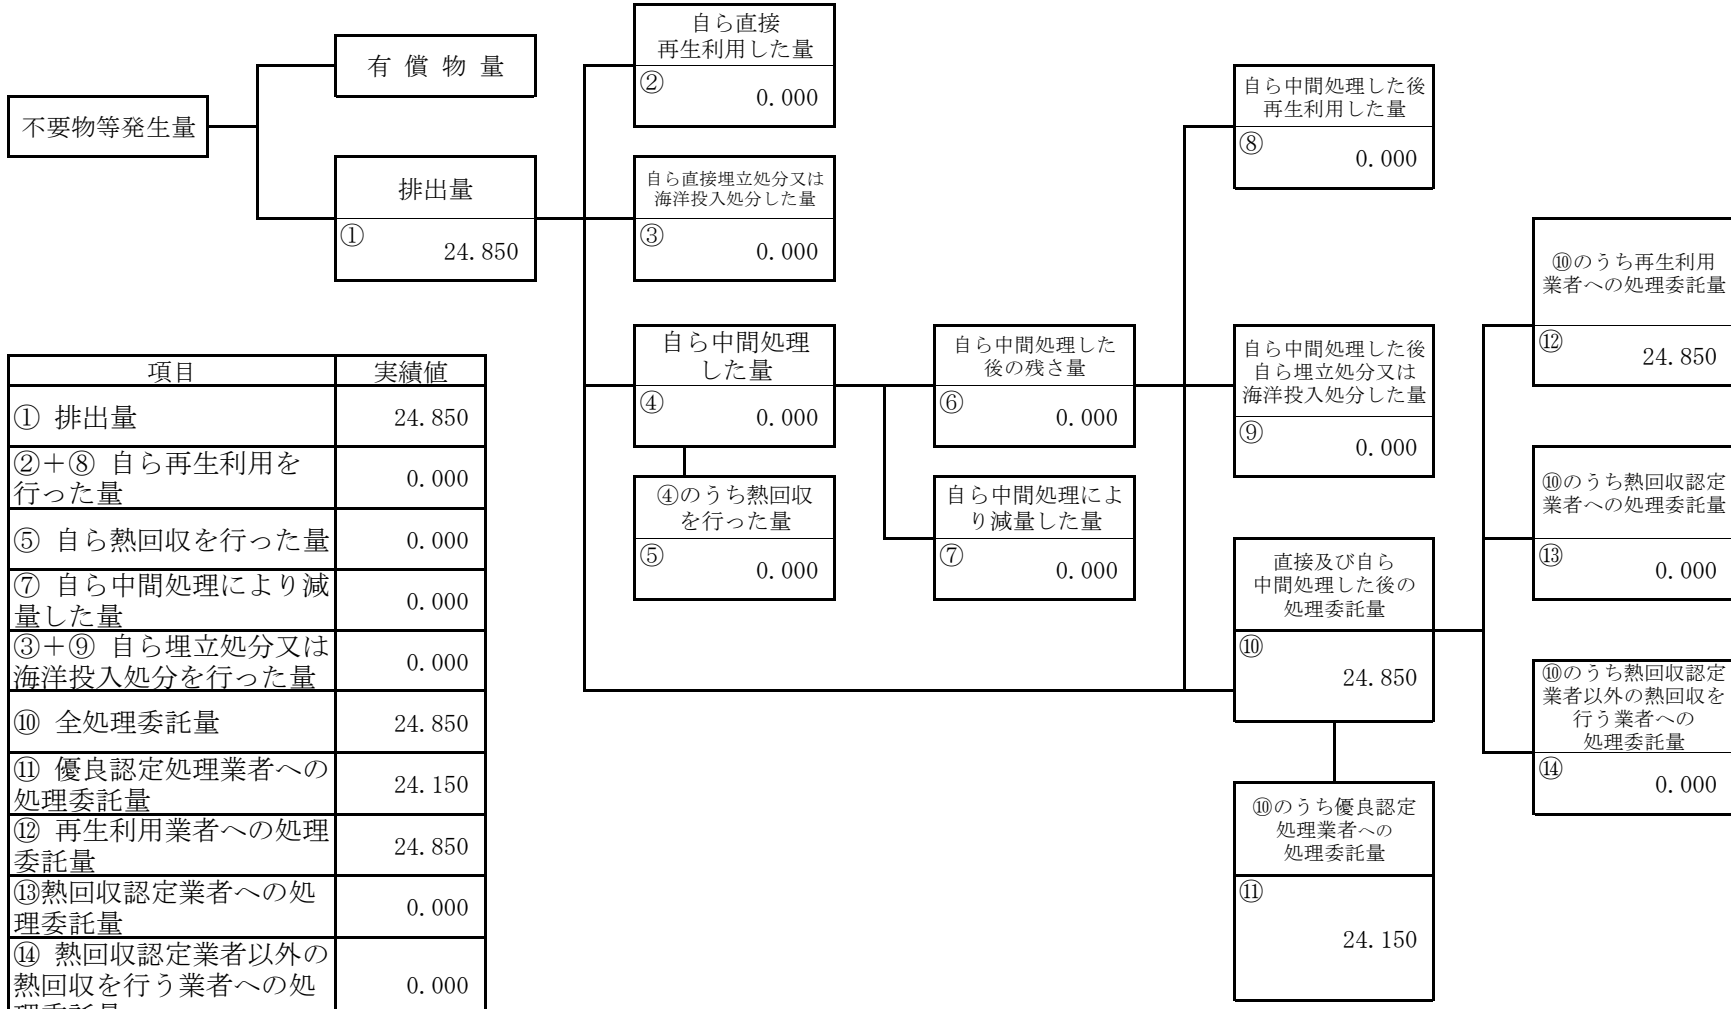 不要物等発生量
有 償 物 量
排出量
①
24.850
自ら直接
再生利用した量
②
0.000
自ら直接埋立処分又は
海洋投入処分した量
③
0.000
自ら中間処理
した量
④
0.000
④のうち熱回収
を行った量
⑤
0.000
自ら中間処理した
後の残さ量
⑥
0.000
自ら中間処理によ
り減量した量
⑦
0.000
自ら中間処理した後
再生利用した量
⑧
0.000
自ら中間処理した後
自ら埋立処分又は
海洋投入処分した量
⑨
0.000
直接及び自ら
中間処理した後の
処理委託量
⑩
24.850
⑩のうち優良認定
処理業者への
処理委託量
⑪
24.150
⑩のうち再生利用
業者への処理委託量
⑫
24.850
⑩のうち熱回収認定
業者への処理委託量
⑬
0.000
⑩のうち熱回収認定
業者以外の熱回収を
行う業者への
処理委託量
⑭
0.000
項目 実績値
① 排出量 24.850
②+⑧ 自ら再生利用を
行った量 0.000
⑤ 自ら熱回収を行った量 0.000
⑦ 自ら中間処理により減
量した量 0.000
③+⑨ 自ら埋立処分又は
海洋投入処分を行った量 0.000
⑩ 全処理委託量 24.850
⑪ 優良認定処理業者への
処理委託量 24.150
⑫ 再生利用業者への処理
委託量 24.850
⑬熱回収認定業者への処
理委託量 0.000
⑭ 熱回収認定業者以外の
熱回収を行う業者への処 0.000